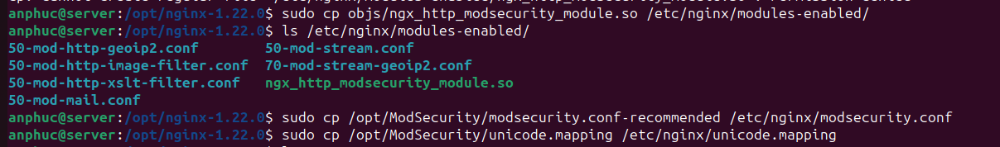 anphuc@server:/opt/nginx-1.22.0$ sudo cp objs/ngx_http_modsecurity_module.so /etc/nginx/modules-enabled/
anphuc@server:/opt/nginx-1.22.0$ ls /etc/nginx/modules-enabled/
50-mod-http-geoip2.conf 50-mod-stream.conf
50-mod-http-image-filter.conf 70-mod-stream-geoip2.conf
50-mod-http-xslt-filter.conf ngx_http_modsecurity_module.so
50-mod-mail.conf
anphuc@server:/opt/nginx-1.22.0$ sudo cp /opt/ModSecurity/modsecurity.conf-recommended /etc/nginx/modsecurity.conf
anphuc@server:/opt/nginx-1.22.0$ sudo cp /opt/ModSecurity/unicode.mapping /etc/nginx/unicode.mapping